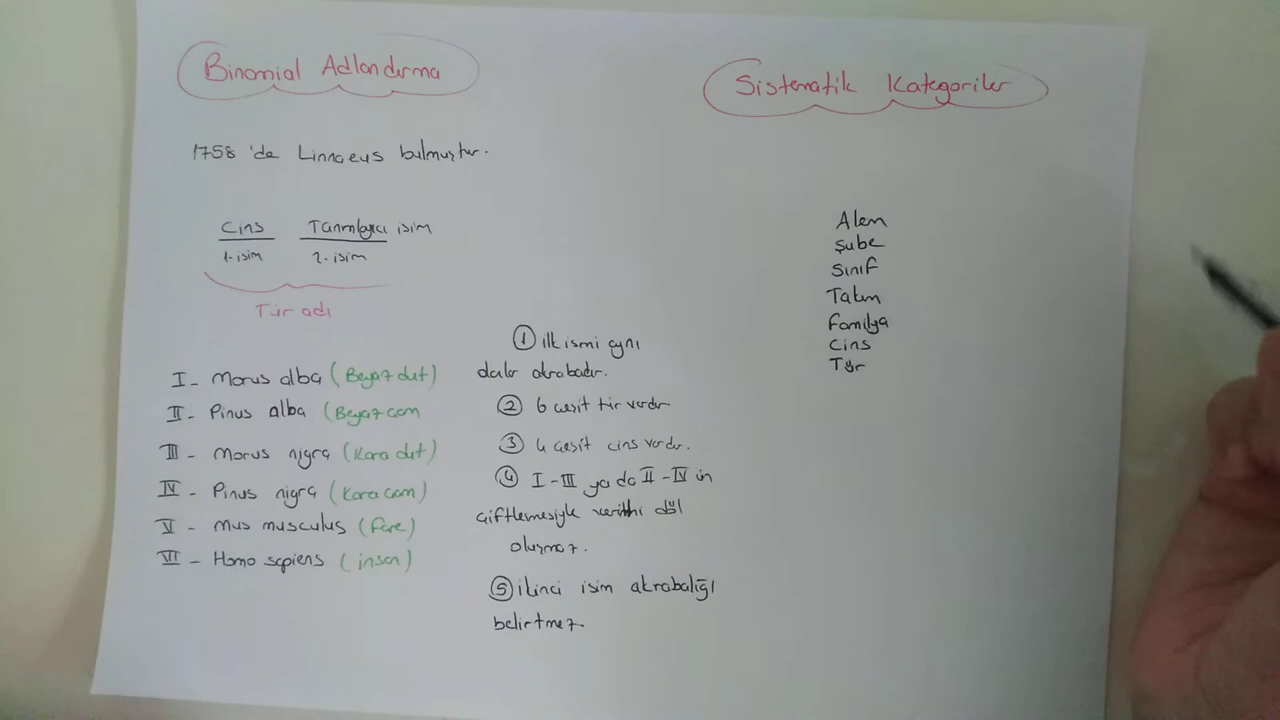 Binomial Adlandırma
1758 'de Linnaeus bulmuştur.
Cins Tanımlayıcı isim
1. isim 2. isim
Tür adı
I - Morus alba (Beyaz dut)
II - Pinus alba (Beyaz çam
III - Morus nigra (Kara dut)
IV - Pinus nigra (Kara çam)
V - Mus musculus (Fare)
VI - Homo sapiens (insan)
① ilk ismi aynı
daha akrabadır.
② 6 çeşit tür vardır
③ 4 çeşit cins vardır.
④ I - III ya da II - IV ün
çiftleşmesiyle verimli döl
oluşmaz.
⑤ ikinci isim akrabalığı
belirtmez.
Sistematik Kategoriler
Alem
Şube
Sınıf
Takım
Familya
Cins
Tür